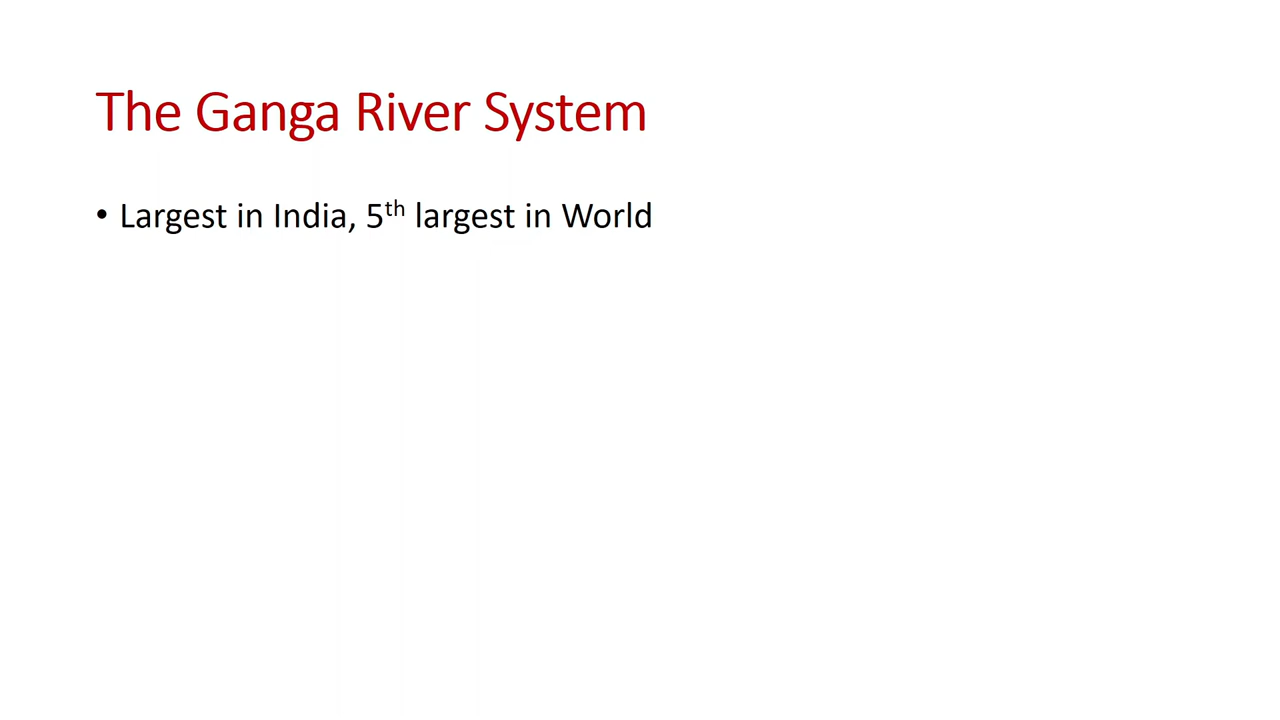 The Ganga River System
• Largest in India, 5th largest in World